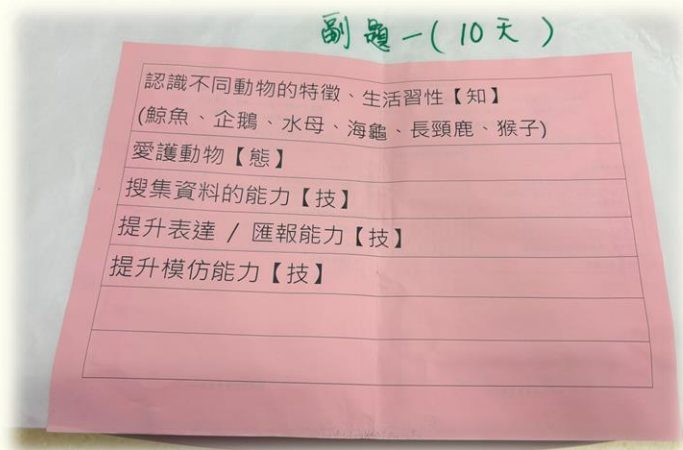 副題一(10天)
認識不同動物的特徵、生活習性【知】
(鯨魚、企鵝、水母、海龜、長頸鹿、猴子)
愛護動物【態】
搜集資料的能力【技】
提升表達 / 匯報能力【技】
提升模仿能力【技】